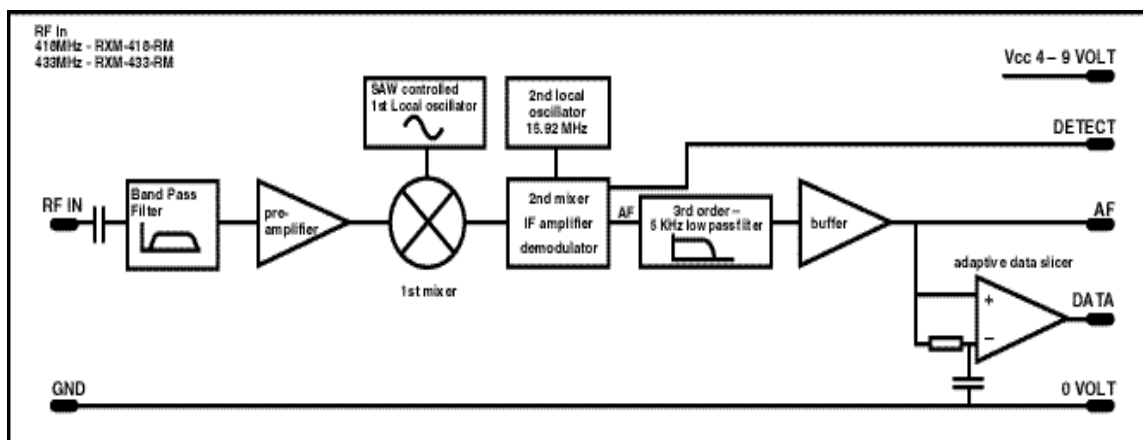 RF In
418MHz - RXM-418-RM
433MHz - RXM-433-RM
Vcc 4 – 9 VOLT
SAW controlled
1st Local oscillator
2nd local
oscillator
15.92 MHz
DETECT
RF IN
Band Pass
Filter
pre-
amplifier
1st mixer
2nd mixer
IF amplifier
demodulator
AF
3rd order –
5 KHz low pass filter
buffer
AF
adaptive data slicer
+
–
DATA
GND
0 VOLT